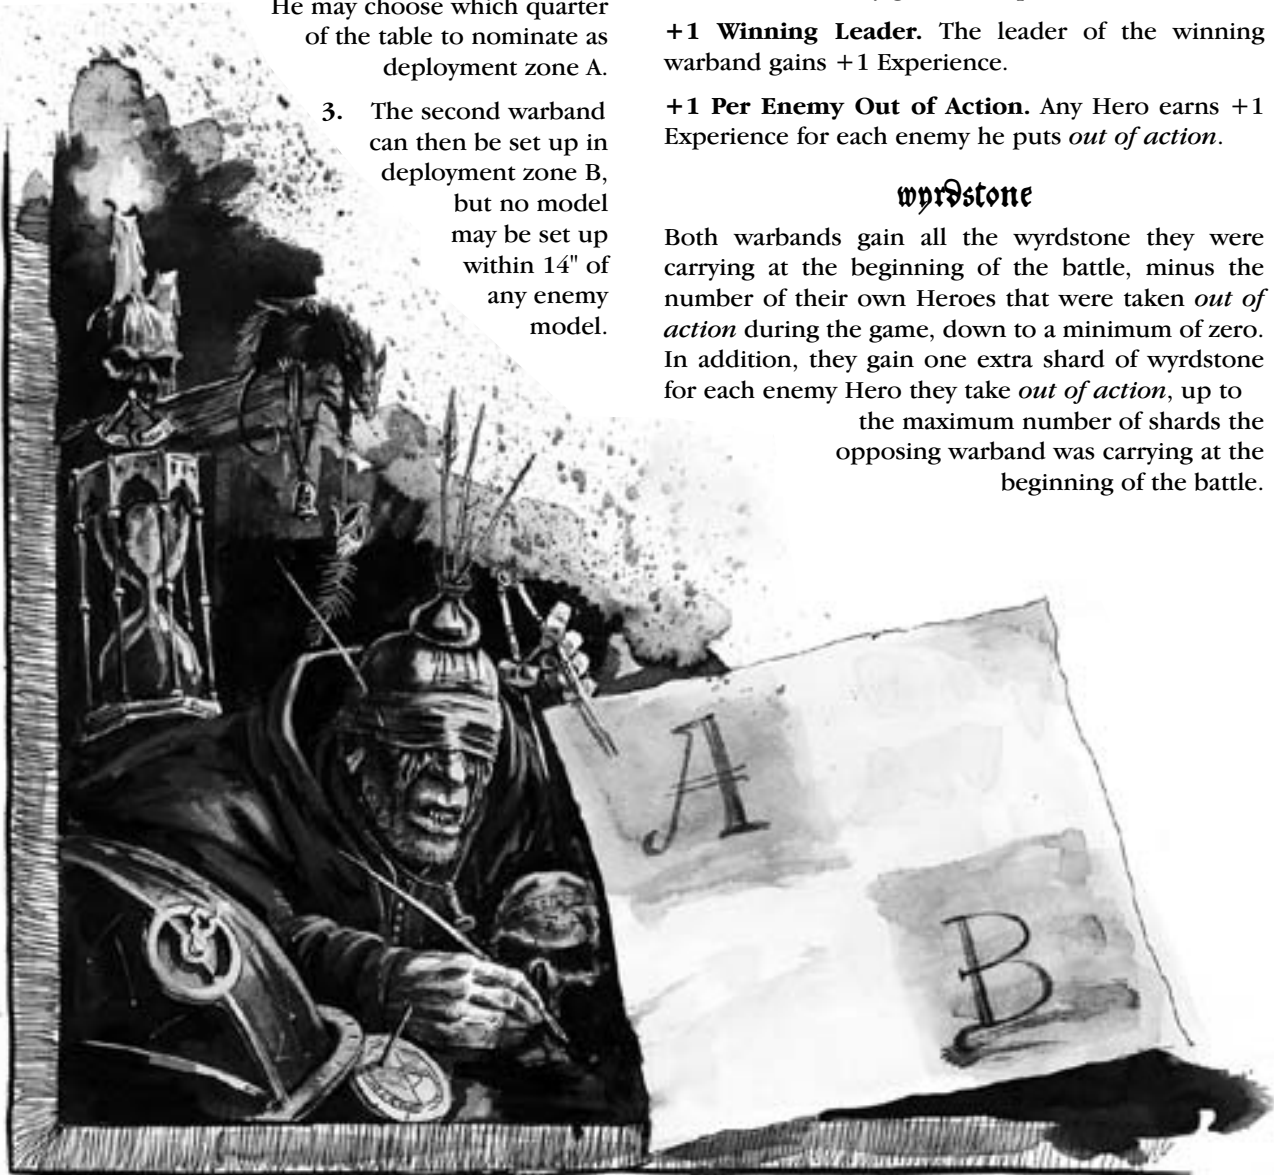 He may choose which quarter
of the table to nominate as
deployment zone A.
3. The second warband
can then be set up in
deployment zone B,
but no model
may be set up
within 14" of
any enemy
model.
+1 Winning Leader. The leader of the winning
warband gains +1 Experience.
+1 Per Enemy Out of Action. Any Hero earns +1
Experience for each enemy he puts out of action.
wyrdstone
Both warbands gain all the wyrdstone they were
carrying at the beginning of the battle, minus the
number of their own Heroes that were taken out of
action during the game, down to a minimum of zero.
In addition, they gain one extra shard of wyrdstone
for each enemy Hero they take out of action, up to
the maximum number of shards the
opposing warband was carrying at the
beginning of the battle.
A
B